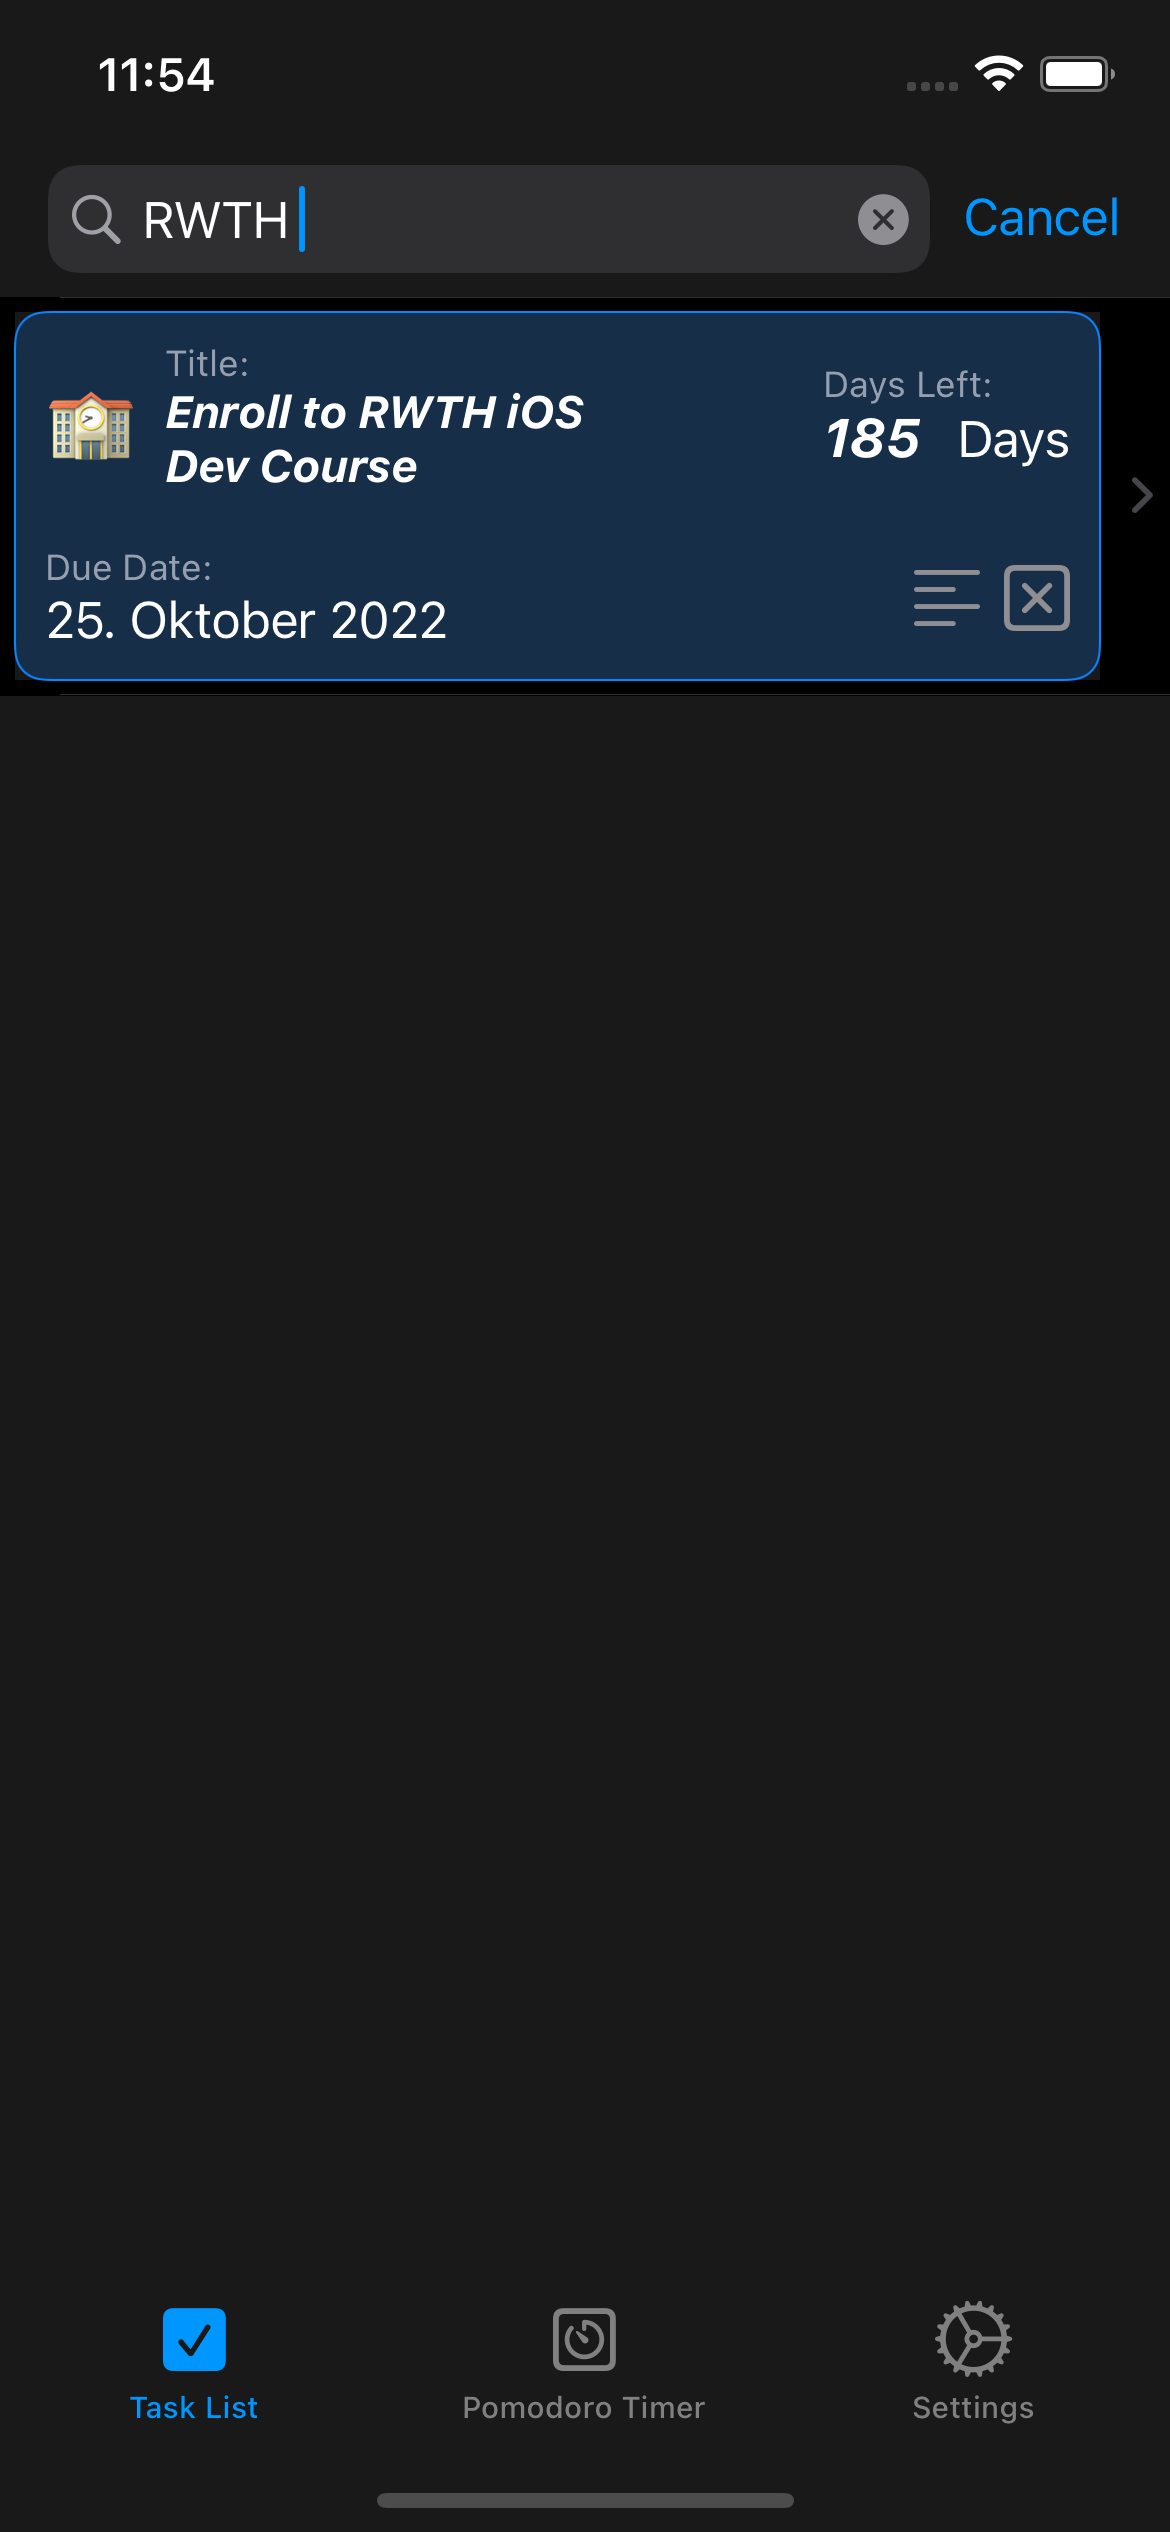 11:54
RWTH
Cancel
Title:
Enroll to RWTH iOS
Dev Course
Days Left:
185 Days
Due Date:
25. Oktober 2022
Task List
Pomodoro Timer
Settings